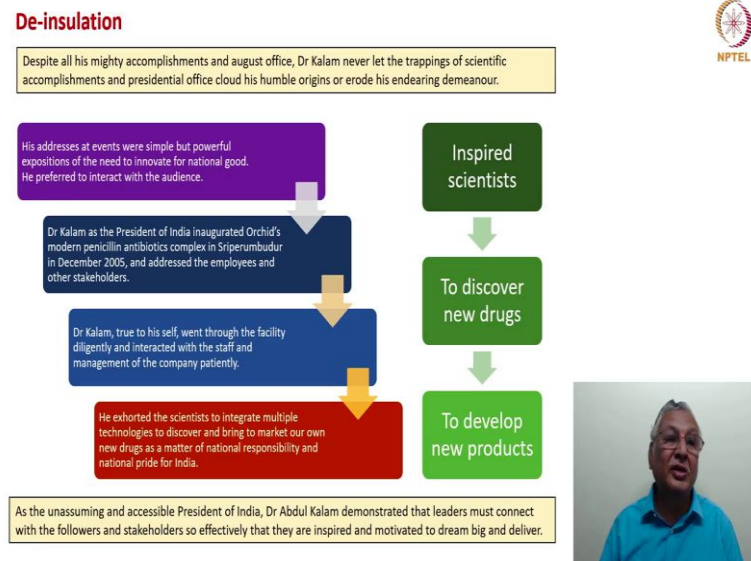 De-insulation
NPTEL
Despite all his mighty accomplishments and august office, Dr Kalam never let the trappings of scientific
accomplishments and presidential office cloud his humble origins or erode his endearing demeanour.
His addresses at events were simple but powerful
expositions of the need to innovate for national good.
He preferred to interact with the audience.
Dr Kalam as the President of India inaugurated Orchid's
modern penicillin antibiotics complex in Sriperumbudur
in December 2005, and addressed the employees and
other stakeholders.
Dr Kalam, true to his self, went through the facility
diligently and interacted with the staff and
management of the company patiently.
He exhorted the scientists to integrate multiple
technologies to discover and bring to market our own
new drugs as a matter of national responsibility and
national pride for India.
Inspired
scientists
To discover
new drugs
To develop
new products
As the unassuming and accessible President of India, Dr Abdul Kalam demonstrated that leaders must connect
with the followers and stakeholders so effectively that they are inspired and motivated to dream big and deliver.